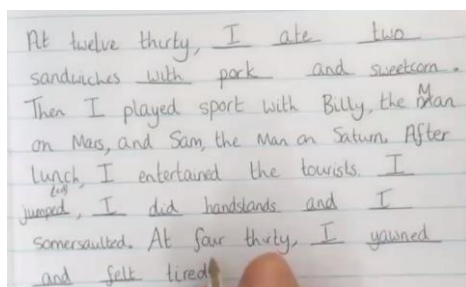 At twelve thirty, I ate two
sandwiches with pork and sweetcorn.
Then I played sport with Billy, the Man
on Mars, and Sam, the Man on Saturn. After
Lunch, I entertained the tourists. I
jumped, I did handstands and I
somersaulted. At four thirty, I yawned
and felt tired